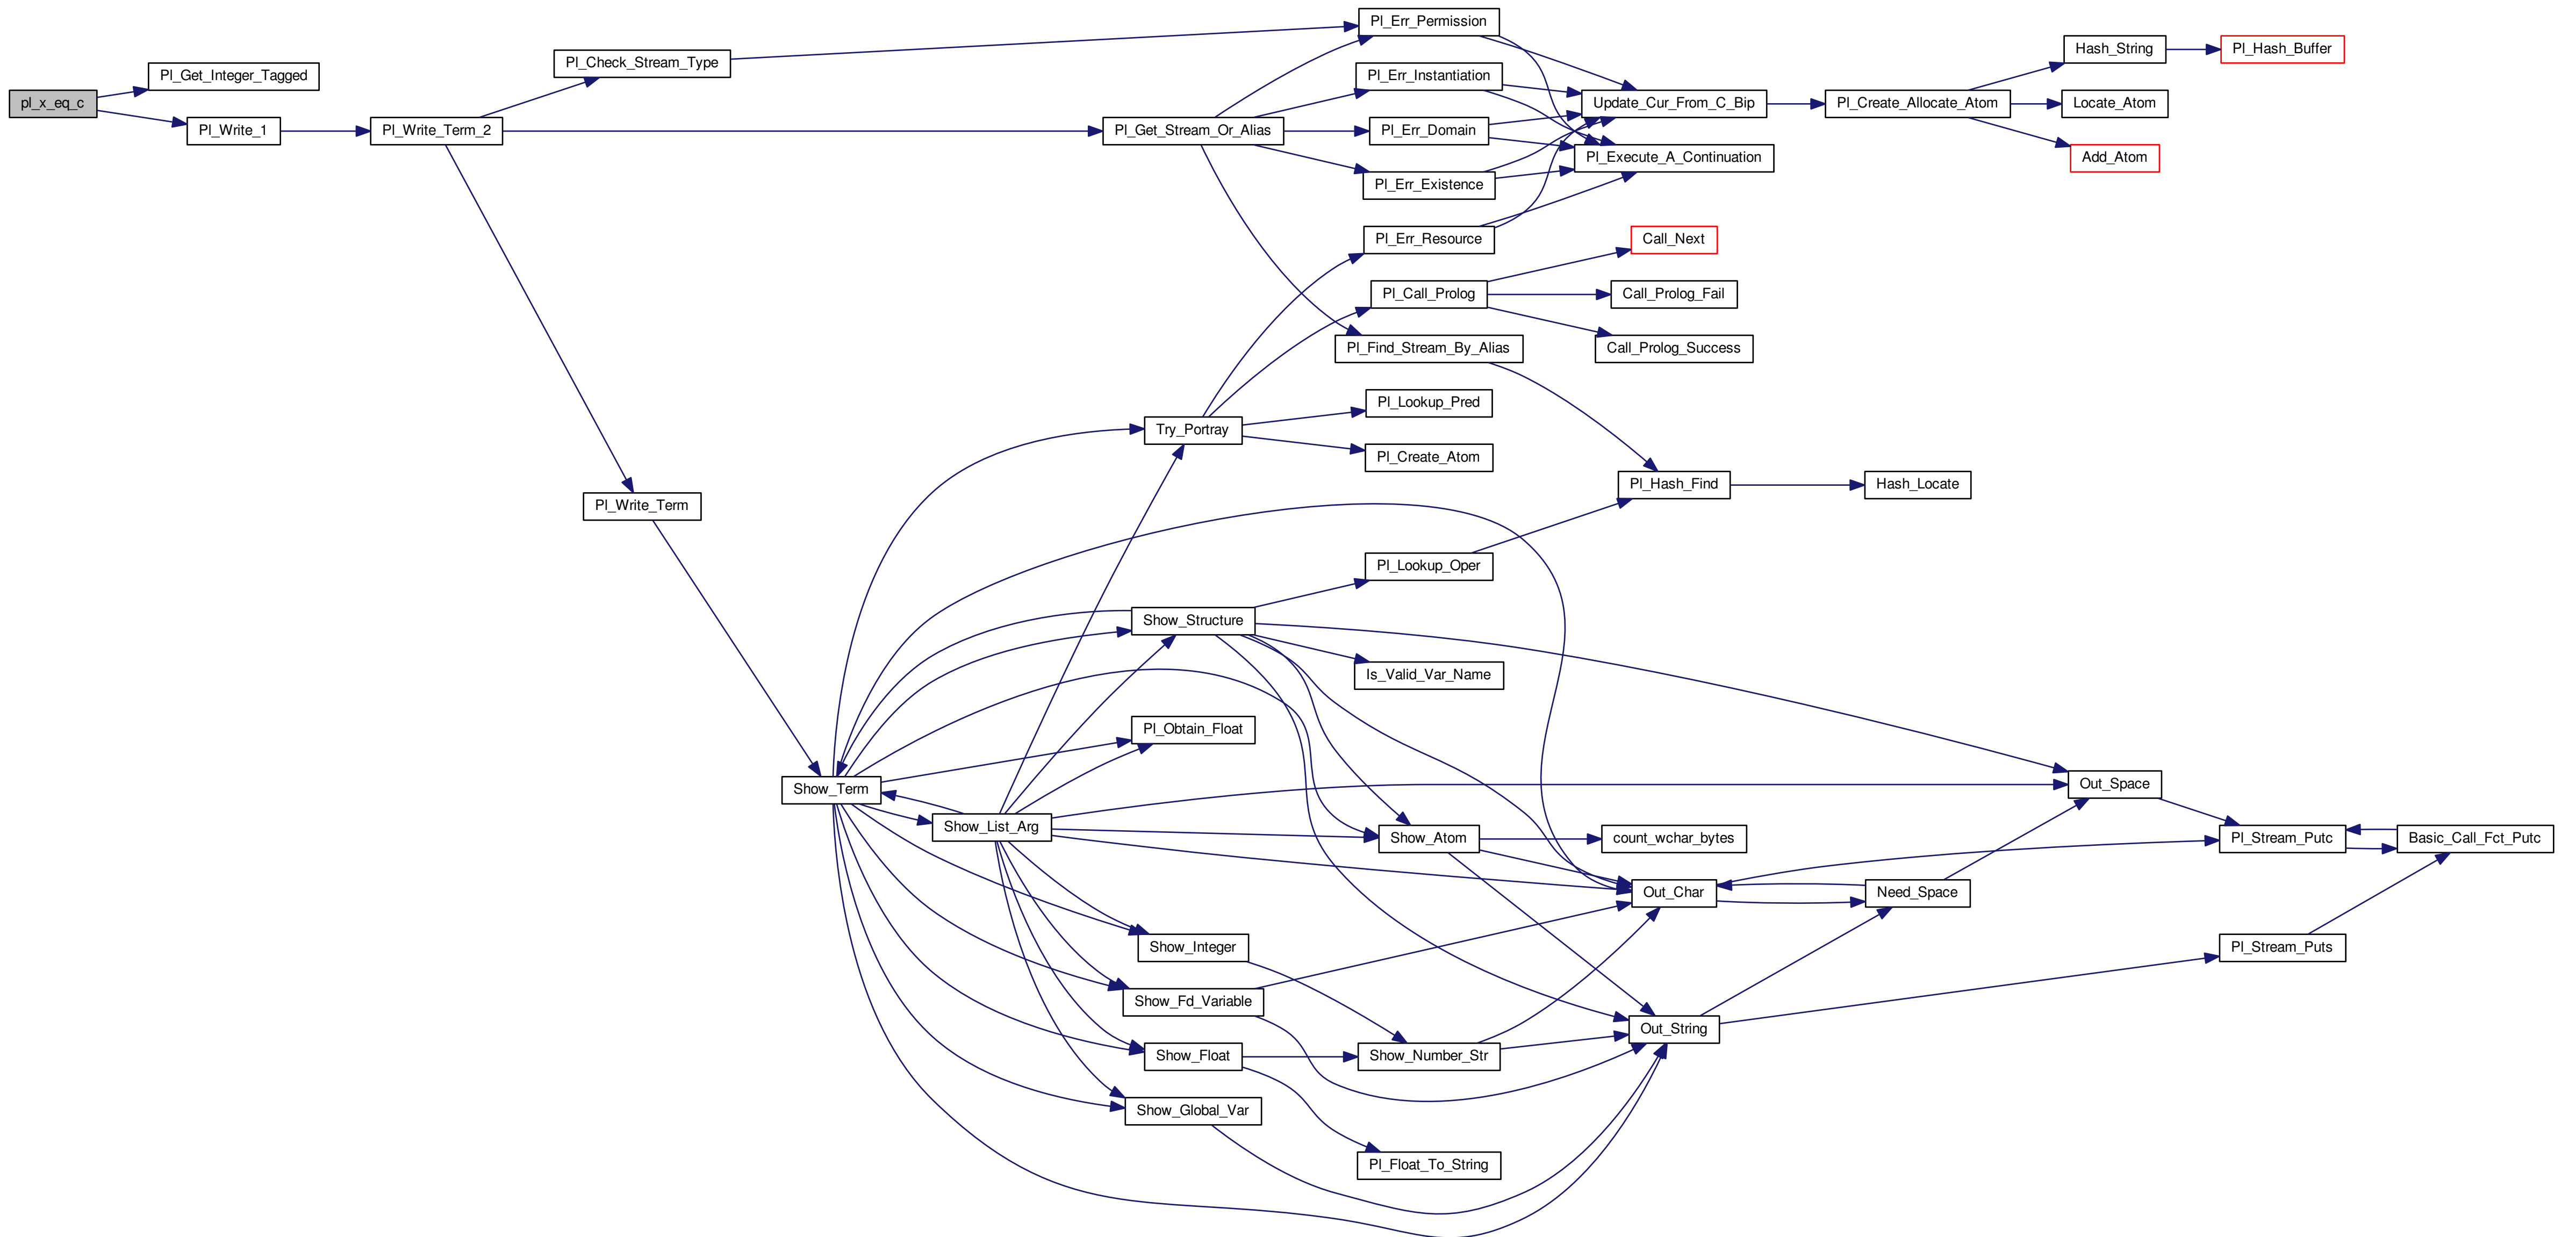 pl_x_eq_c
Pl_Get_Integer_Tagged
Pl_Write_1
Pl_Write_Term_2
Pl_Check_Stream_Type
Pl_Write_Term
Show_Term
Show_List_Arg
Pl_Get_Stream_Or_Alias
Try_Portray
Show_Structure
Pl_Obtain_Float
Show_Integer
Show_Fd_Variable
Show_Float
Show_Global_Var
Pl_Err_Permission
Pl_Err_Instantiation
Pl_Err_Domain
Pl_Err_Existence
Pl_Err_Resource
Pl_Call_Prolog
Pl_Find_Stream_By_Alias
Pl_Lookup_Pred
Pl_Create_Atom
Pl_Lookup_Oper
Is_Valid_Var_Name
Show_Atom
Show_Number_Str
Pl_Float_To_String
Update_Cur_From_C_Bip
Pl_Execute_A_Continuation
Call_Next
Call_Prolog_Fail
Call_Prolog_Success
Pl_Hash_Find
count_wchar_bytes
Out_Char
Out_String
Pl_Create_Allocate_Atom
Hash_Locate
Need_Space
Hash_String
Locate_Atom
Add_Atom
Out_Space
Pl_Hash_Buffer
Pl_Stream_Putc
Pl_Stream_Puts
Basic_Call_Fct_Putc